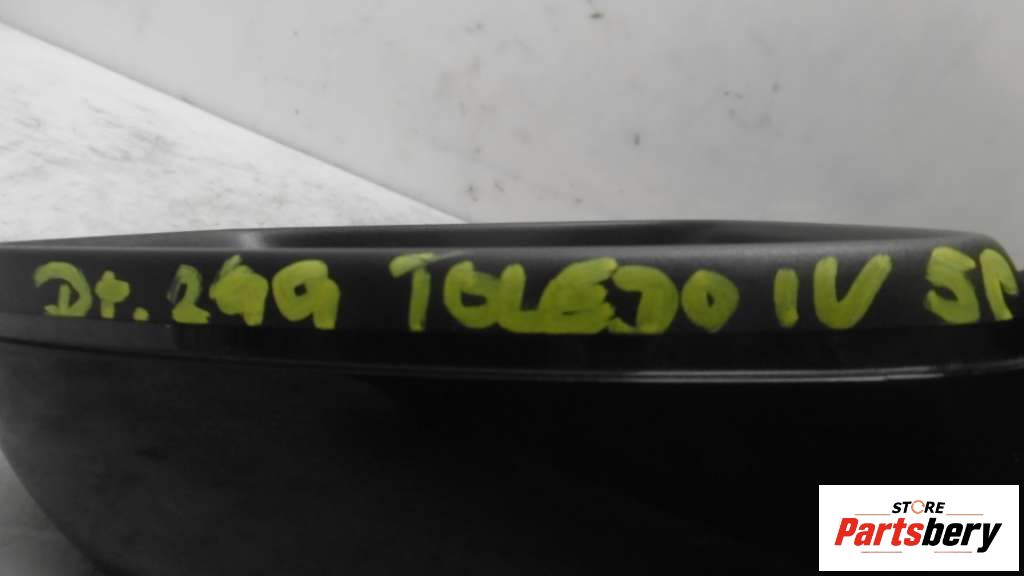 Dt. 299 TOLEDO IV 5P
STORE
Partsbery